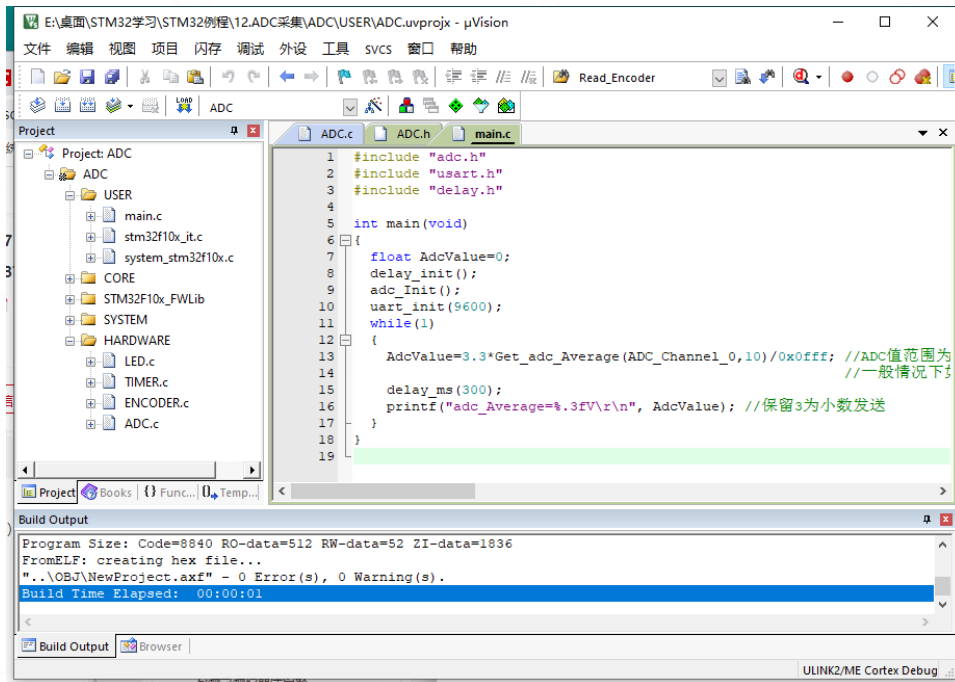 E:\桌面\STM32学习\STM32例程\12.ADC采集\ADC\USER\ADC.uvprojx - µVision
文件 编辑 视图 项目 闪存 调试 外设 工具 SVCS 窗口 帮助
Read_Encoder
LOAD ADC
Project
Project: ADC
ADC
USER
main.c
stm32f10x_it.c
system_stm32f10x.c
CORE
STM32F10x_FWLib
SYSTEM
HARDWARE
LED.c
TIMER.c
ENCODER.c
ADC.c
Project Books {} Func... 0 Temp...
ADC.c ADC.h main.c
1 #include "adc.h"
2 #include "usart.h"
3 #include "delay.h"
4
5 int main(void)
6 {
7 float AdcValue=0;
8 delay_init();
9 adc_Init();
10 uart_init(9600);
11 while(1)
12 {
13 AdcValue=3.3*Get_adc_Average(ADC_Channel_0,10)/0x0fff; //ADC值范围为
14 //一般情况下
15 delay_ms(300);
16 printf("adc_Average=%.3fV\r\n", AdcValue); //保留3为小数发送
17 }
18 }
19
Build Output
Program Size: Code=8840 RO-data=512 RW-data=52 ZI-data=1836
FromELF: creating hex file...
"..\OBJ\NewProject.axf" - 0 Error(s), 0 Warning(s).
Build Time Elapsed: 00:00:01
Build Output Browser
ULINK2/ME Cortex Debug